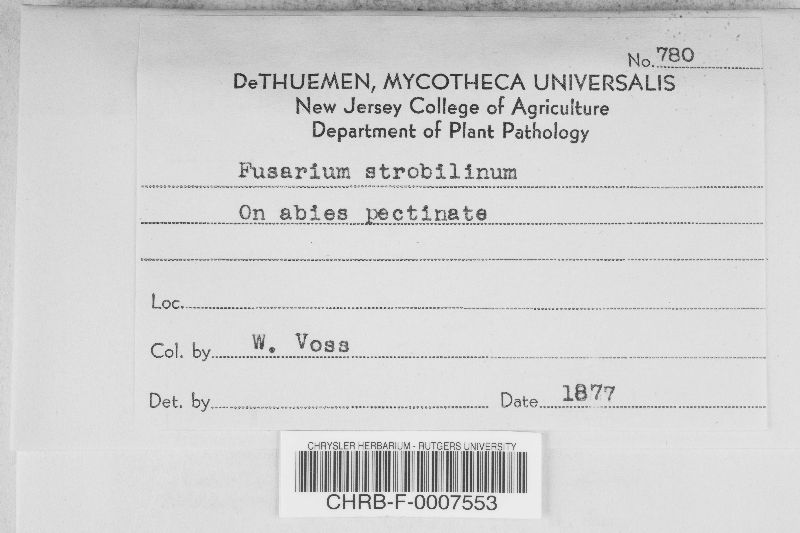 No. 780
DeTHUEMEN, MYCOTHECA UNIVERSALIS
New Jersey College of Agriculture
Department of Plant Pathology
Fusarium strobilinum
On abies pectinate
Loc.
Col. by W. Voss
Det. by Date 1877
CHRYSLER HERBARIUM - RUTGERS UNIVERSITY
CHRB-F-0007553